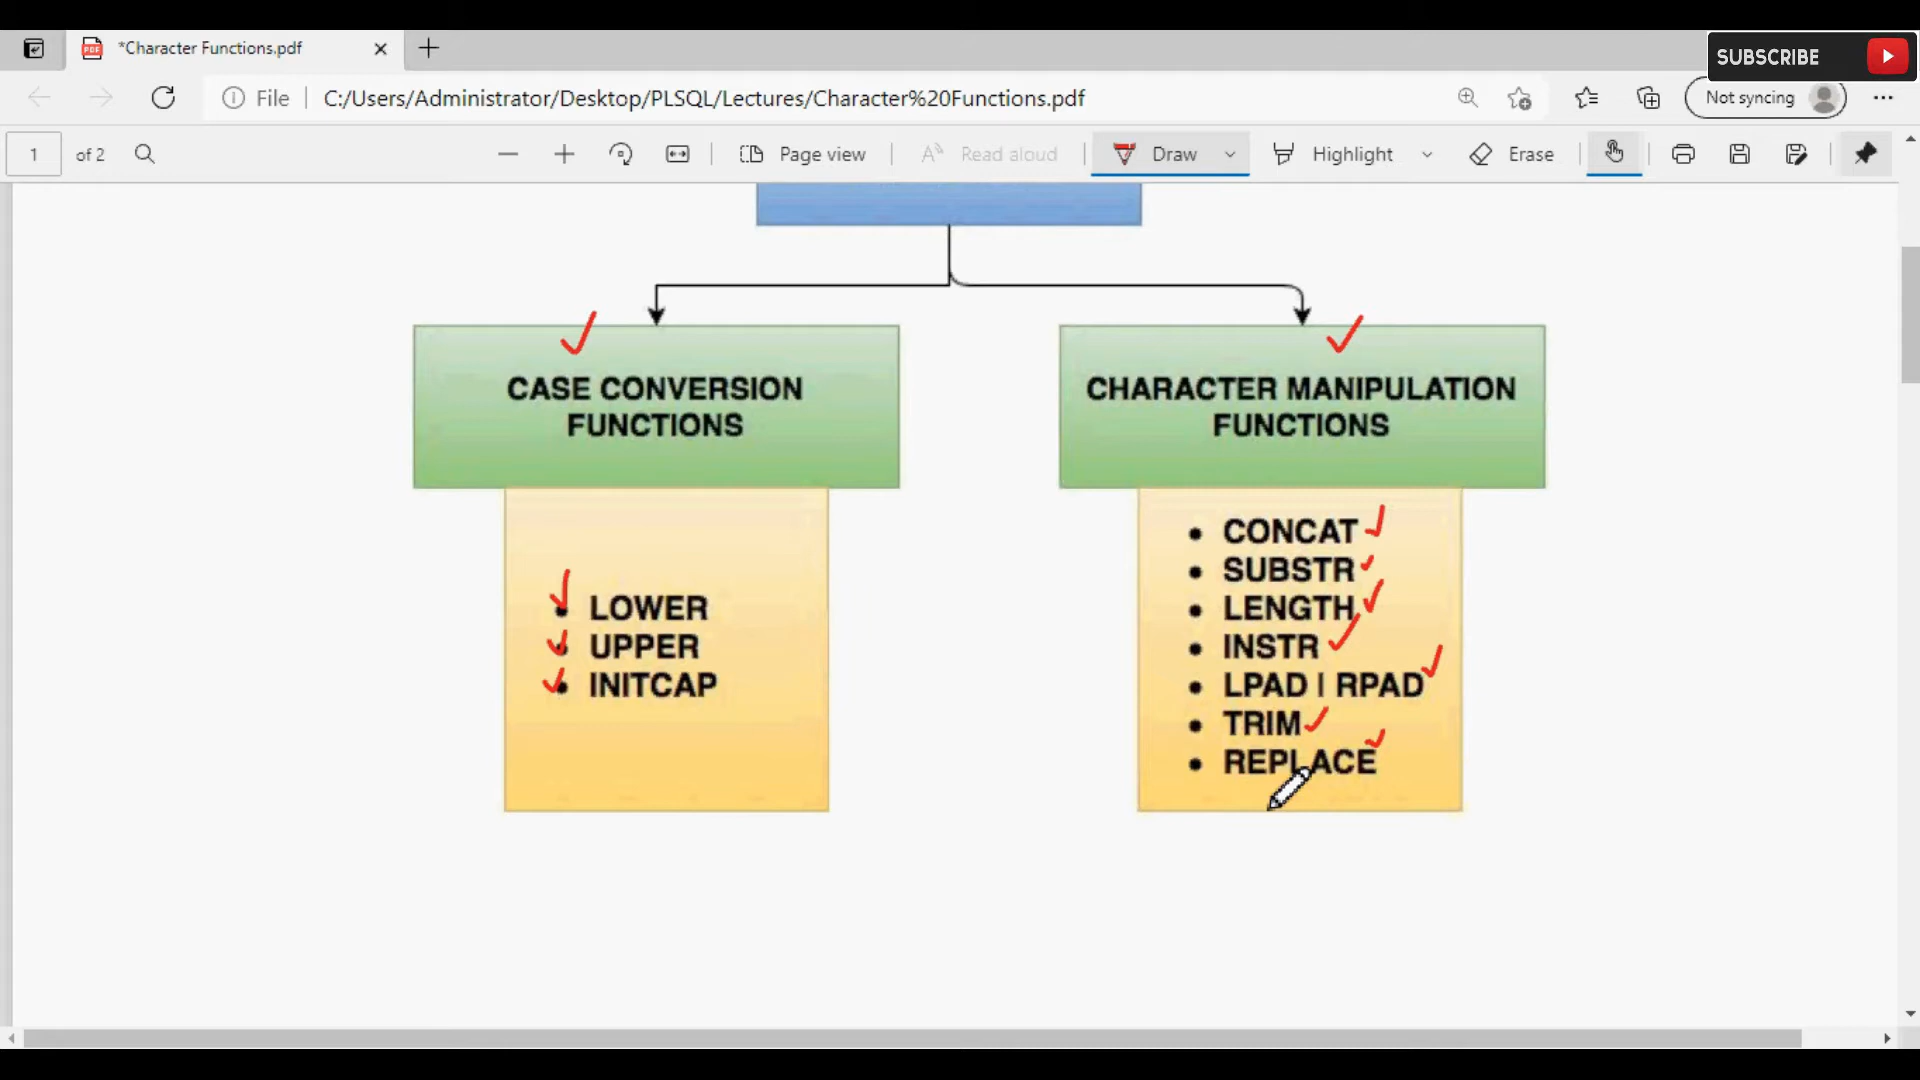 *Character Functions.pdf
SUBSCRIBE
File
C:/Users/Administrator/Desktop/PLSQL/Lectures/Character%20Functions.pdf
Not syncing
1 of 2
Page view
Read aloud
Draw
Highlight
Erase
CASE CONVERSION
FUNCTIONS
• LOWER
• UPPER
• INITCAP
CHARACTER MANIPULATION
FUNCTIONS
• CONCAT
• SUBSTR
• LENGTH
• INSTR
• LPAD | RPAD
• TRIM
• REPLACE